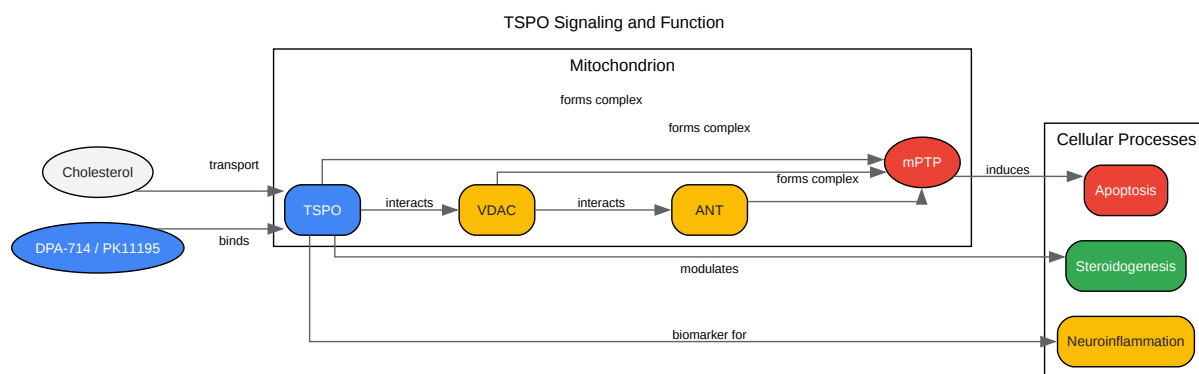 TSPO Signaling and Function
Mitochondrion
forms complex
forms complex
Cellular Processes
Cholesterol
transport
mPTP
induces
forms complex
Apoptosis
TSPO
interacts
VDAC
interacts
ANT
DPA-714 / PK11195
binds
modulates
Steroidogenesis
biomarker for
Neuroinflammation